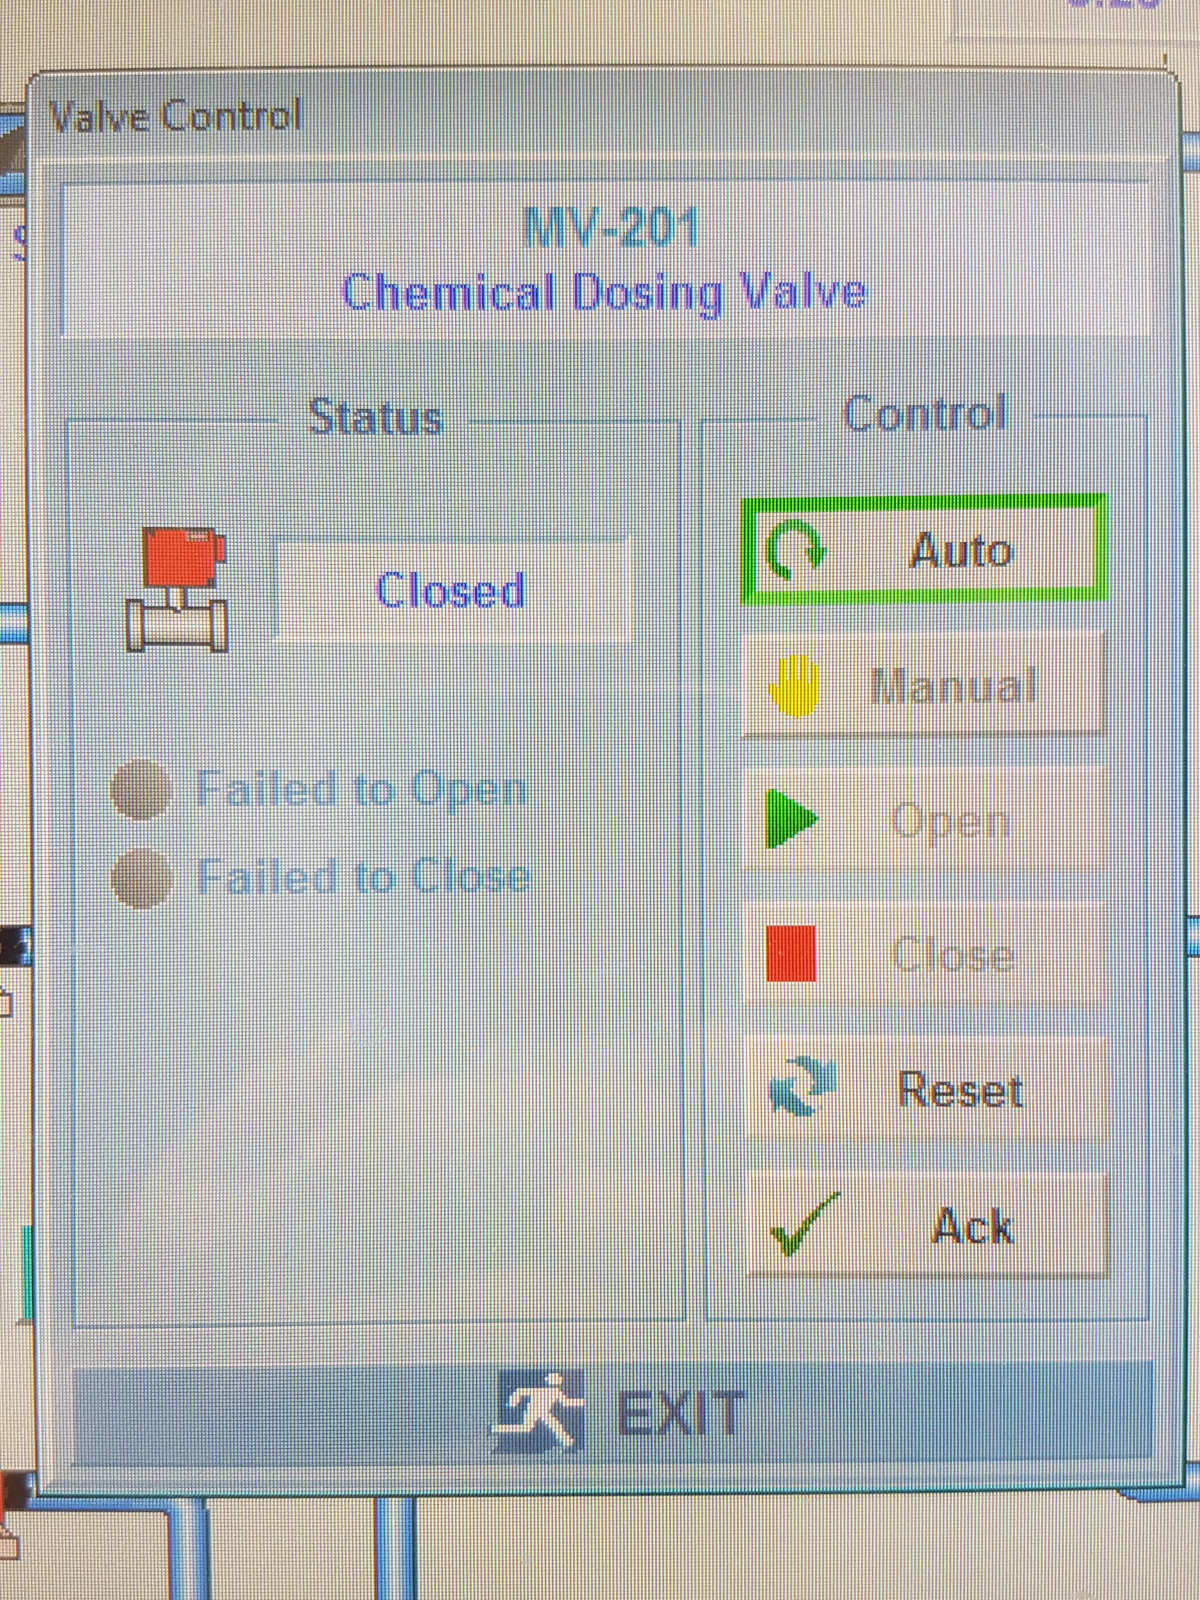 Valve Control
MV-201
Chemical Dosing Valve
Status
Control
Closed
Auto
Manual
Failed to Open
Open
Failed to Close
Close
Reset
Ack
EXIT